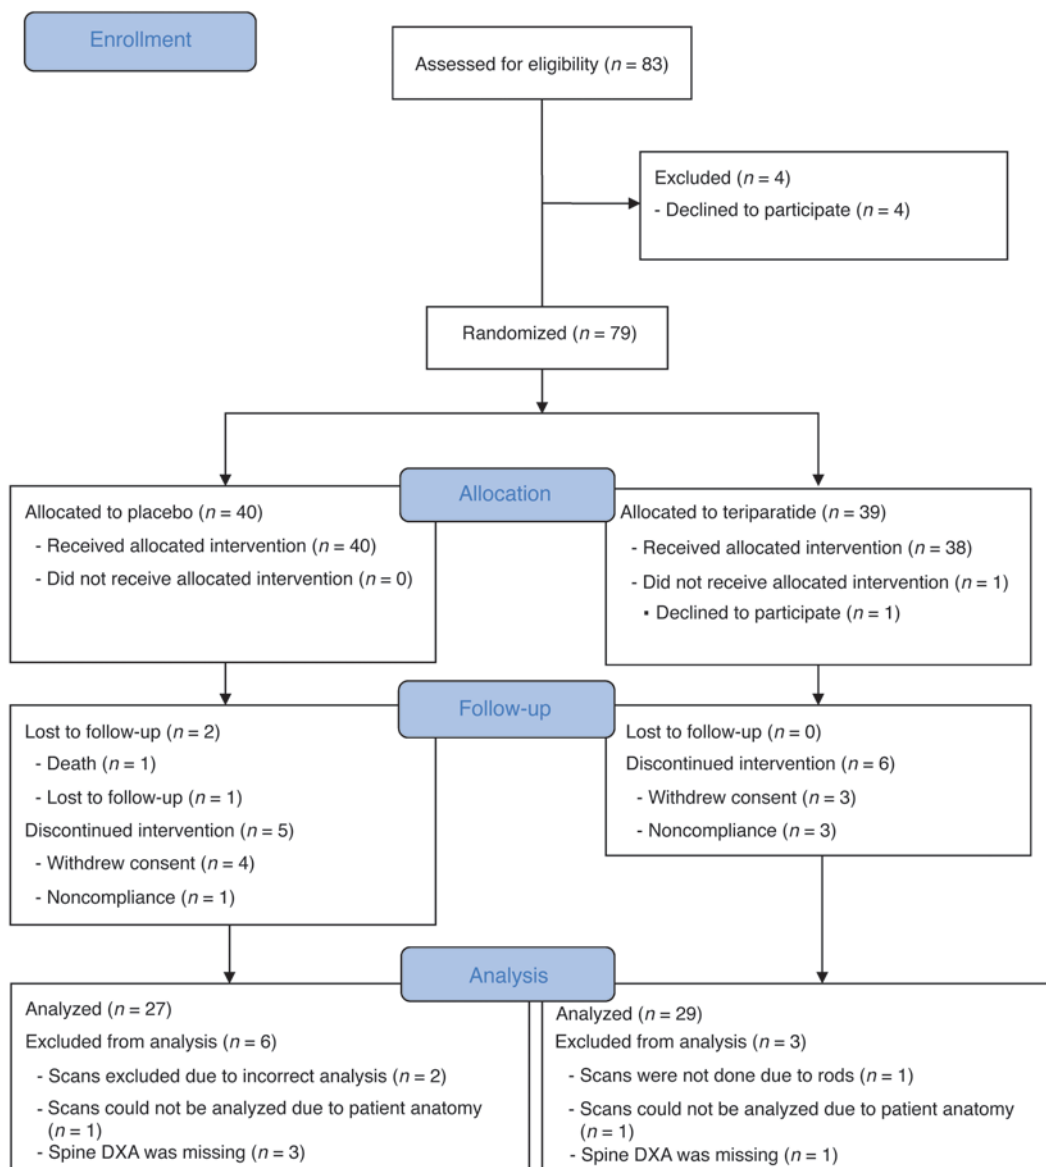 Enrollment
Assessed for eligibility (n = 83)
Excluded (n = 4)
- Declined to participate (n = 4)
Randomized (n = 79)
Allocation
Allocated to placebo (n = 40)
- Received allocated intervention (n = 40)
- Did not receive allocated intervention (n = 0)
Allocated to teriparatide (n = 39)
- Received allocated intervention (n = 38)
- Did not receive allocated intervention (n = 1)
▪ Declined to participate (n = 1)
Follow-up
Lost to follow-up (n = 2)
- Death (n = 1)
- Lost to follow-up (n = 1)
Discontinued intervention (n = 5)
- Withdrew consent (n = 4)
- Noncompliance (n = 1)
Lost to follow-up (n = 0)
Discontinued intervention (n = 6)
- Withdrew consent (n = 3)
- Noncompliance (n = 3)
Analysis
Analyzed (n = 27)
Excluded from analysis (n = 6)
- Scans excluded due to incorrect analysis (n = 2)
- Scans could not be analyzed due to patient anatomy
(n = 1)
- Spine DXA was missing (n = 3)
Analyzed (n = 29)
Excluded from analysis (n = 3)
- Scans were not done due to rods (n = 1)
- Scans could not be analyzed due to patient anatomy
(n = 1)
- Spine DXA was missing (n = 1)